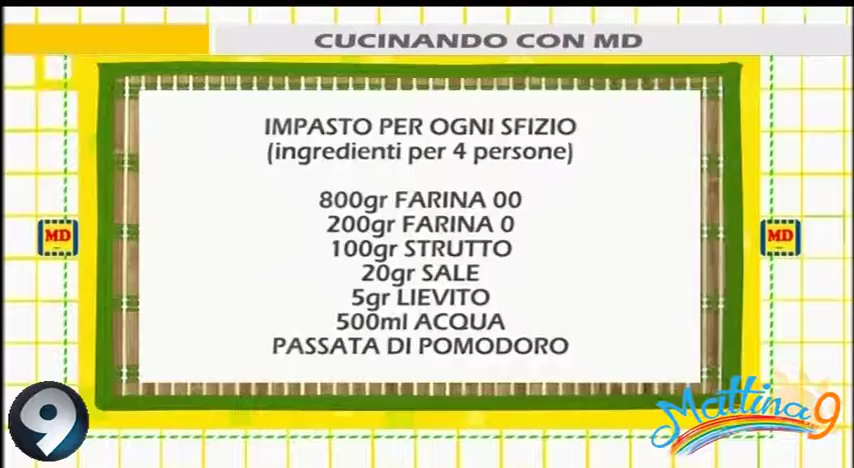 CUCINANDO CON MD
IMPASTO PER OGNI SFIZIO
(ingredienti per 4 persone)
800gr FARINA 00
200gr FARINA 0
100gr STRUTTO
20gr SALE
5gr LIEVITO
500ml ACQUA
PASSATA DI POMODORO
MD
MD
9
Mattina 9